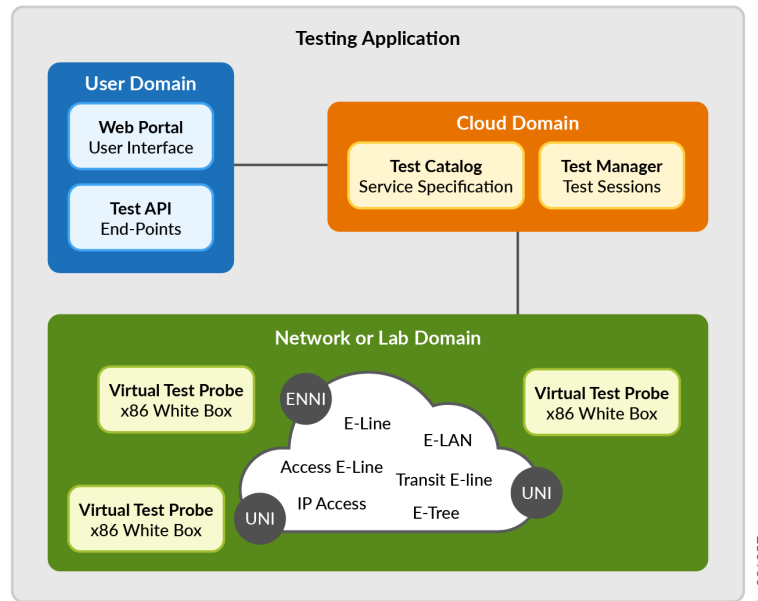 Testing Application
User Domain
Web Portal
User Interface
Test API
End-Points
Cloud Domain
Test Catalog
Service Specification
Test Manager
Test Sessions
Network or Lab Domain
Virtual Test Probe
x86 White Box
Virtual Test Probe
x86 White Box
Virtual Test Probe
x86 White Box
ENNI
E-Line
E-LAN
Access E-Line
Transit E-line
IP Access
E-Tree
UNI
UNI